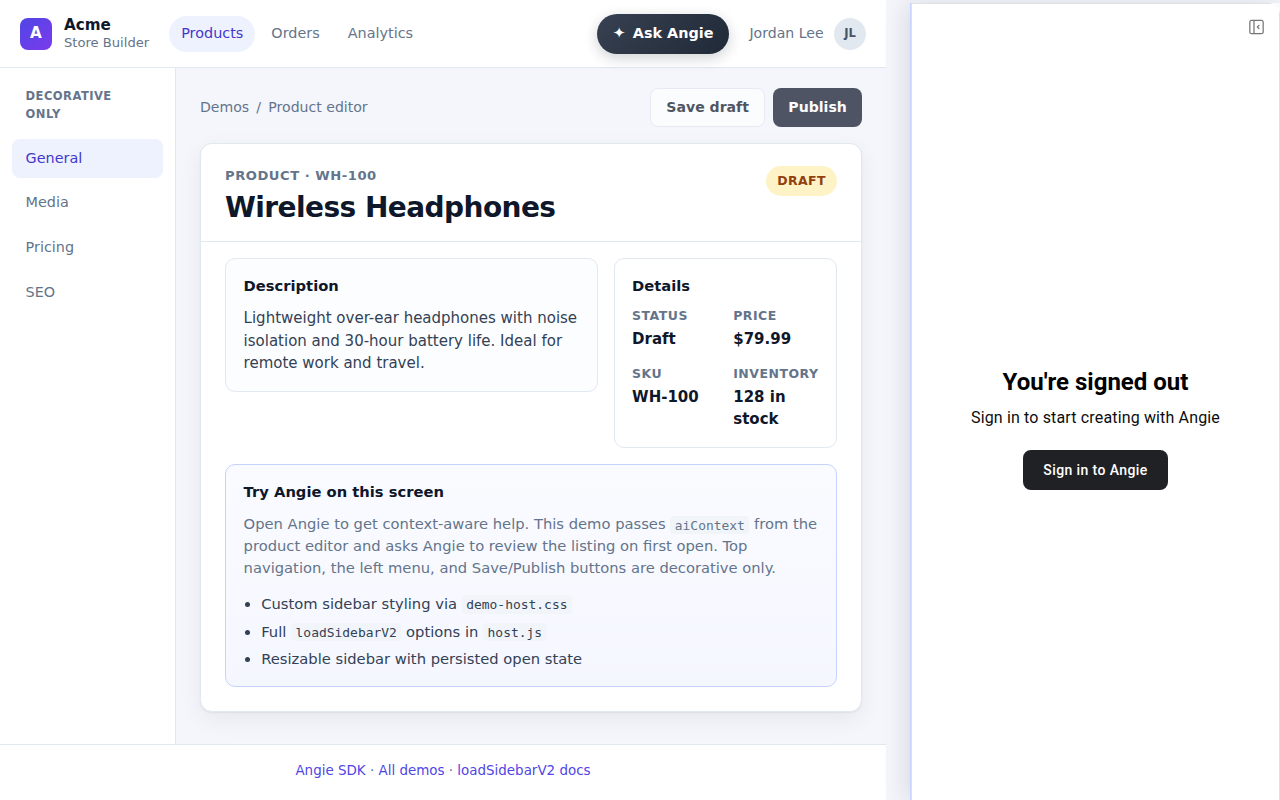 A
Acme
Store Builder
Products
Orders
Analytics
✦ Ask Angie
Jordan Lee
JL
DECORATIVE
ONLY
General
Media
Pricing
SEO
Demos / Product editor
Save draft
Publish
PRODUCT · WH-100
DRAFT
Wireless Headphones
Description
Lightweight over-ear headphones with noise
isolation and 30-hour battery life. Ideal for
remote work and travel.
Details
STATUS
PRICE
Draft
$79.99
SKU
INVENTORY
WH-100
128 in
stock
Try Angie on this screen
Open Angie to get context-aware help. This demo passes aiContext from the
product editor and asks Angie to review the listing on first open. Top
navigation, the left menu, and Save/Publish buttons are decorative only.
• Custom sidebar styling via demo-host.css
• Full loadSidebarV2 options in host.js
• Resizable sidebar with persisted open state
Angie SDK · All demos · loadSidebarV2 docs
You're signed out
Sign in to start creating with Angie
Sign in to Angie